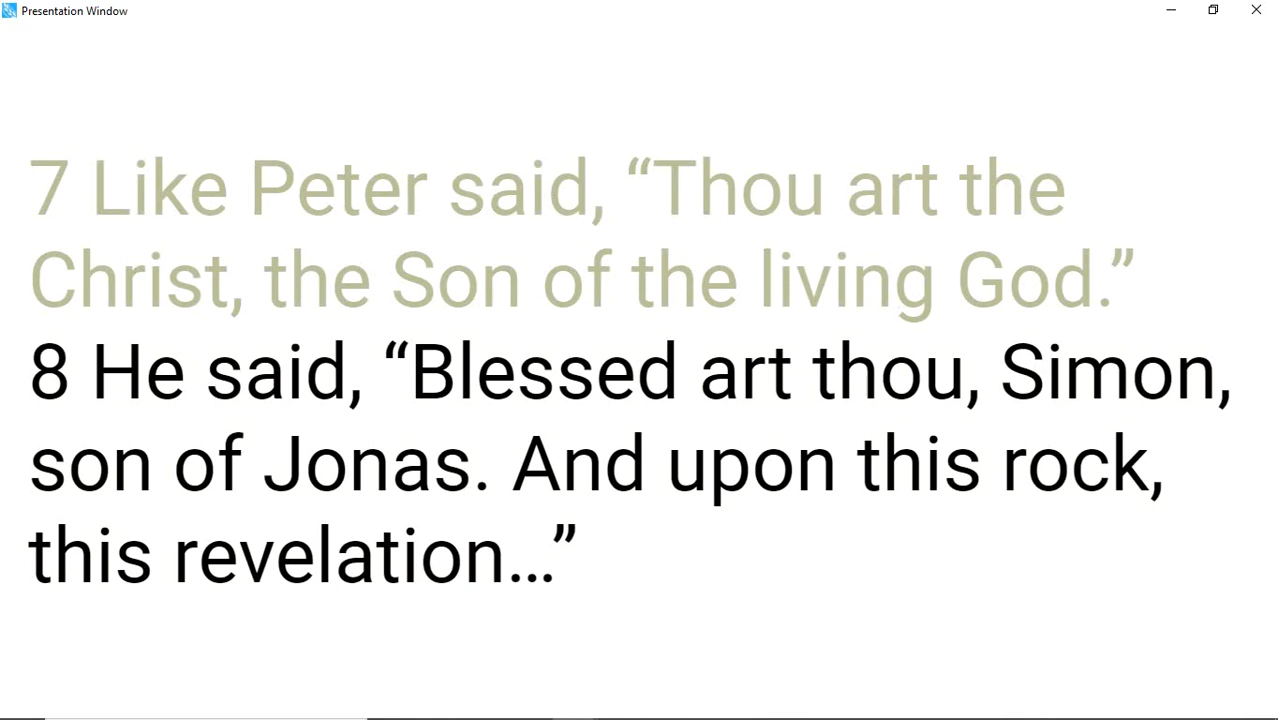 Presentation Window
7 Like Peter said, “Thou art the
Christ, the Son of the living God.”
8 He said, “Blessed art thou, Simon,
son of Jonas. And upon this rock,
this revelation…”